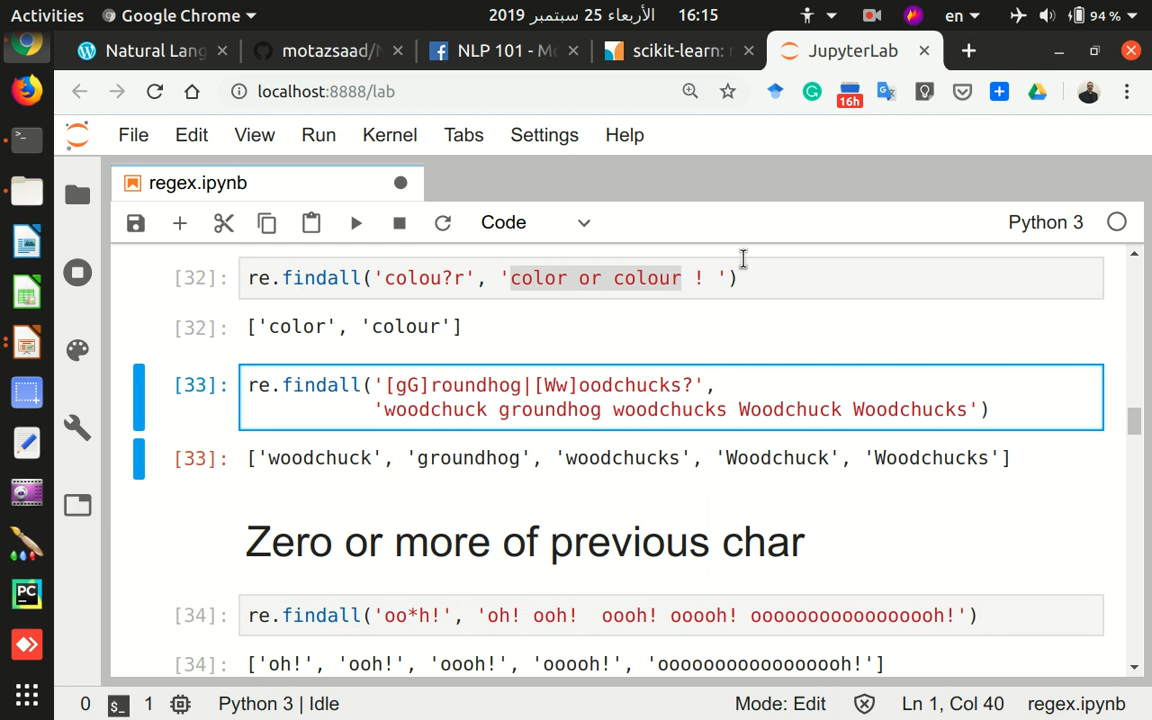 Activities Google Chrome الأربعاء 25 سبتمبر 2019 16:15 en 94 %
Natural Lang motazsaad/ NLP 101 - Mo scikit-learn: JupyterLab
localhost:8888/lab 16h
File Edit View Run Kernel Tabs Settings Help
regex.ipynb
Code Python 3
[32]: re.findall('colou?r', 'color or colour ! ')
[32]: ['color', 'colour']
[33]: re.findall('[gG]roundhog|[Ww]oodchucks?',
'woodchuck groundhog woodchucks Woodchuck Woodchucks')
[33]: ['woodchuck', 'groundhog', 'woodchucks', 'Woodchuck', 'Woodchucks']
Zero or more of previous char
[34]: re.findall('oo*h!', 'oh! ooh!  oooh! ooooh! ooooooooooooooooh!')
[34]: ['oh!', 'ooh!', 'oooh!', 'ooooh!', 'ooooooooooooooooh!']
0 1 Python 3 | Idle Mode: Edit Ln 1, Col 40 regex.ipynb